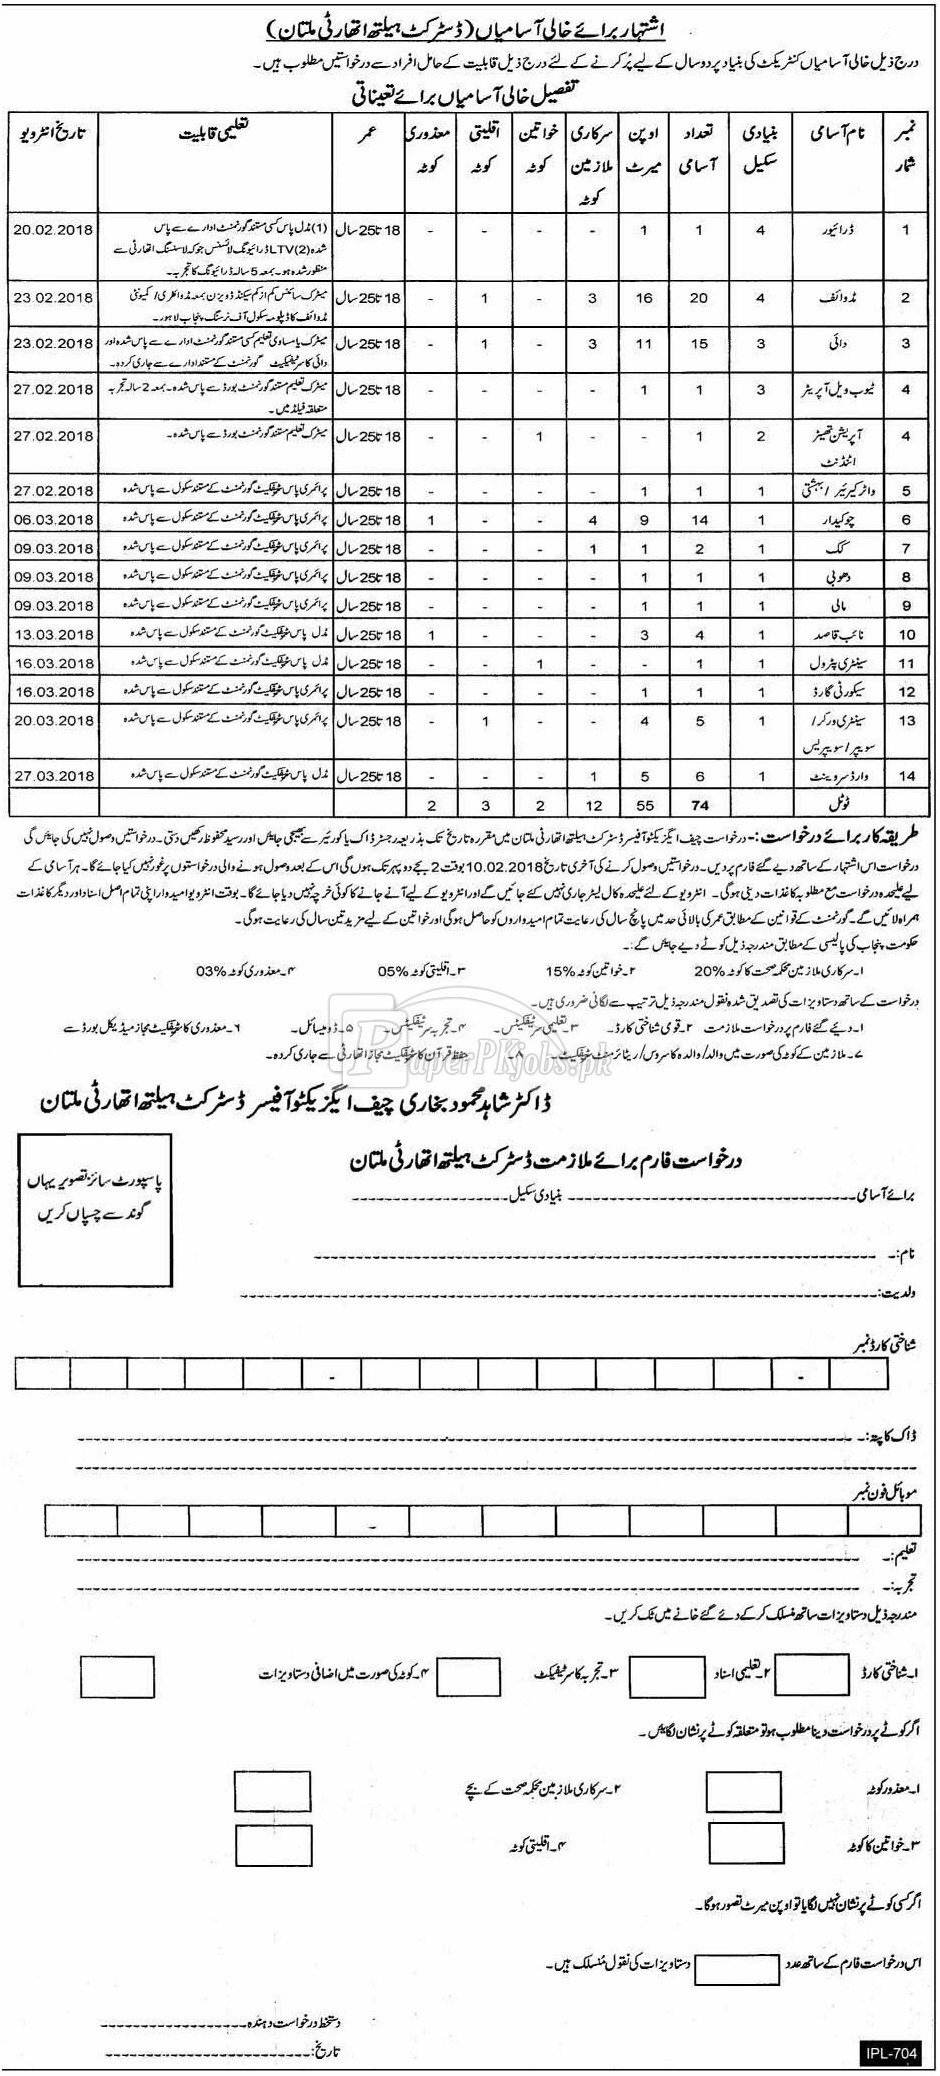 اشتہار برائے خالی آسامیاں (ڈسٹرکٹ ہیلتھ اتھارٹی ملتان)
درج ذیل خالی آسامیاں کنٹریکٹ کی بنیاد پر دو سال کے لیے پُر کرنے کے لئے درج ذیل قابلیت کے حامل افراد سے درخواستیں مطلوب ہیں۔
تفصیل خالی آسامیاں برائے تعیناتی
نمبر شمار نام آسامی بنیادی سکیل تعداد آسامی اوپن میرٹ سرکاری ملازمین کوٹہ خواتین کوٹہ اقلیتی کوٹہ معذوری کوٹہ عمر تعلیمی قابلیت تاریخ انٹرویو
1 ڈرائیور 4 1 1 - - - - 18 تا 25 سال (1) مڈل پاس کسی مستند گورنمنٹ ادارے سے پاس 20.02.2018
شدہ (2) LTV ڈرائیونگ لائسنس جو کہ لائسنسنگ اتھارٹی سے
منظور شدہ ہو۔ بمعہ 5 سالہ ڈرائیونگ کا تجربہ۔
2 مڈوائف 4 20 16 3 - 1 - 18 تا 25 سال میٹرک سائنس کم از کم سیکنڈ ڈویزن بمعہ مڈوائفری / کمیونٹی 23.02.2018
مڈوائف کا ڈپلومہ سکول آف نرسنگ پنجاب لاہور۔
3 دائی 3 15 11 3 - 1 - 18 تا 25 سال میٹرک یا مساوی تعلیم کسی مستند گورنمنٹ ادارے سے پاس شدہ اور 23.02.2018
دائی کا سرٹیفیکیٹ گورنمنٹ کے مستند ادارے سے جاری کردہ۔
4 ٹیوب ویل آپریٹر 3 1 1 - - - - 18 تا 25 سال میٹرک تعلیم مستند گورنمنٹ بورڈ سے پاس شدہ۔ بمعہ 2 سالہ تجربہ 27.02.2018
متعلقہ فیلڈ میں۔
4 آپریشن تھیٹر اٹنڈنٹ 2 1 - - 1 - - 18 تا 25 سال میٹرک تعلیم مستند گورنمنٹ بورڈ سے پاس شدہ۔ 27.02.2018
5 واٹر کیرئیر / بہشتی 1 1 1 - - - - 18 تا 25 سال پرائمری پاس سرٹیفکیٹ گورنمنٹ کے مستند سکول سے پاس شدہ 27.02.2018
6 چوکیدار 1 14 9 4 - - 1 18 تا 25 سال پرائمری پاس سرٹیفکیٹ گورنمنٹ کے مستند سکول سے پاس شدہ 06.03.2018
7 کک 1 2 1 1 - - - 18 تا 25 سال پرائمری پاس سرٹیفکیٹ گورنمنٹ کے مستند سکول سے پاس شدہ 09.03.2018
8 دھوبی 1 1 1 - - - - 18 تا 25 سال پرائمری پاس سرٹیفکیٹ گورنمنٹ کے مستند سکول سے پاس شدہ 09.03.2018
9 مالی 1 1 1 - - - - 18 تا 25 سال پرائمری پاس سرٹیفکیٹ گورنمنٹ کے مستند سکول سے پاس شدہ 09.03.2018
10 نائب قاصد 1 4 3 - - - 1 18 تا 25 سال مڈل پاس سرٹیفکیٹ گورنمنٹ کے مستند سکول سے پاس شدہ 13.03.2018
11 سینٹری پٹرول 1 1 - - 1 - - 18 تا 25 سال مڈل پاس سرٹیفکیٹ گورنمنٹ کے مستند سکول سے پاس شدہ 16.03.2018
12 سیکورٹی گارڈ 1 1 1 - - - - 18 تا 25 سال پرائمری پاس سرٹیفکیٹ گورنمنٹ کے مستند سکول سے پاس شدہ 16.03.2018
13 سینٹری ورکر / سویپر / سویپریس 1 5 4 - - 1 - 18 تا 25 سال پرائمری پاس سرٹیفکیٹ گورنمنٹ کے مستند سکول سے پاس شدہ 20.03.2018
14 وارڈ سروینٹ 1 6 5 1 - - - 18 تا 25 سال مڈل پاس سرٹیفکیٹ گورنمنٹ کے مستند سکول سے پاس شدہ 27.03.2018
ٹوٹل 74 55 12 2 3 2
طریقہ کار برائے درخواست:- درخواست چیف ایگزیکٹو آفیسر ڈسٹرکٹ ہیلتھ اتھارٹی ملتان میں مقررہ تاریخ تک بذریعہ رجسٹر ڈاک یا کورئیر سے بھیجی جائیں اور رسید محفوظ رکھیں دستی۔ درخواستیں وصول نہیں کی جائیں گی
درخواست اس اشتہار کے ساتھ دیے گئے فارم پر دیں۔ درخواستیں وصول کرنے کی آخری تاریخ 10.02.2018 بوقت 2 بجے دوپہر تک ہوں گی اس کے بعد وصول ہونے والی درخواستوں پر غور نہیں کیا جائے گا۔ ہر آسامی کے
لیے علیحدہ درخواست مع مطلوبہ کاغذات دینی ہوگی۔ انٹرویو کے لئے علیحدہ کال لیٹر جاری نہیں کئے جائیں گے اور انٹرویو کے لیے آنے جانے کا کوئی خرچہ نہیں دیا جائے گا۔ بوقت انٹرویو امیدوار اپنی تمام اصل اسناد اور دیگر کاغذات
ہمراہ لائیں گے۔ گورنمنٹ کے قوانین کے مطابق عمر کی بالائی حد میں پانچ سال کی رعایت تمام امیدواروں کو حاصل ہوگی اور خواتین کے لیے مزید تین سال کی رعایت ہوگی۔
حکومت پنجاب کی پالیسی کے مطابق مندرجہ ذیل کوٹے دیے جائیں گے:۔
۱۔ سرکاری ملازمین محکمہ صحت کا کوٹہ 20% ۲۔ خواتین کوٹہ 15% ۳۔ اقلیتی کوٹہ 05% ۴۔ معذوری کوٹہ 03%
درخواست کے ساتھ دستاویزات کی تصدیق شدہ نقول مندرجہ ذیل ترتیب سے لگانی ضروری ہیں۔
۱۔ دیے گئے فارم پر درخواست ملازمت ۲۔ قومی شناختی کارڈ۔ ۳۔ تعلیمی سرٹیفکیٹس۔ ۴۔ تجربہ سرٹیفکیٹس۔ ۵۔ ڈومیسائل۔ ۶۔ معذوری کا سرٹیفکیٹ مجاز میڈیکل بورڈ سے
۷۔ ملازمین کے کوٹہ کی صورت میں والد / والدہ کا سروس / ریٹائرمنٹ سرٹیفکیٹ۔ ۸۔ حفظ قرآن کا سرٹیفکیٹ مجاز اتھارٹی سے جاری کردہ۔
PaperPKjobs.pk
ڈاکٹر شاہد محمود بخاری چیف ایگزیکٹو آفیسر ڈسٹرکٹ ہیلتھ اتھارٹی ملتان
درخواست فارم برائے ملازمت ڈسٹرکٹ ہیلتھ اتھارٹی ملتان
پاسپورٹ سائز تصویر یہاں
گوند سے چسپاں کریں
برائے آسامی ــــــــ بنیادی سکیل ــــــــ
نام:۔
ولدیت:
شناختی کارڈ نمبر
- -
ڈاک کا پتہ:۔
موبائل فون نمبر
-
تعلیم:۔
تجربہ:۔
مندرجہ ذیل دستاویزات ساتھ منسلک کر کے دئے گئے خانے میں ٹک کریں۔
۱۔ شناختی کارڈ ۲۔ تعلیمی اسناد ۳۔ تجربہ کا سرٹیفکیٹ ۴۔ کوٹہ کی صورت میں اضافی دستاویزات
اگر کوٹے پر درخواست دینا مطلوب ہو تو متعلقہ کوٹے پر نشان لگائیں۔
۱۔ معذور کوٹہ ۲۔ سرکاری ملازمین محکمہ صحت کے بچے
۳۔ خواتین کا کوٹہ ۴۔ اقلیتی کوٹہ
اگر کسی کوٹے پر نشان نہیں لگایا تو اوپن میرٹ تصور ہوگا۔
اس درخواست فارم کے ساتھ عدد دستاویزات کی نقول منسلک ہیں۔
دستخط درخواست دہندہ
تاریخ:
IPL-704